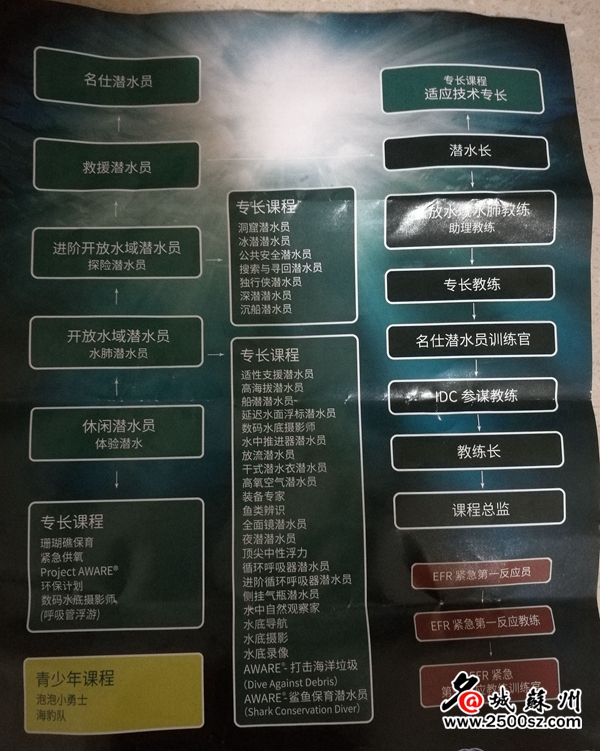 名仕潜水员
救援潜水员
进阶开放水域潜水员
探险潜水员
开放水域潜水员
水肺潜水员
休闲潜水员
体验潜水
专长课程
珊瑚礁保育
紧急供氧
Project AWARE®
环保计划
数码水底摄影师
(呼吸管浮游)
青少年课程
泡泡小勇士
海豹队
专长课程
洞窟潜水员
冰潜潜水员
公共安全潜水员
搜索与寻回潜水员
独行侠潜水员
深潜潜水员
沉船潜水员
专长课程
适性支援潜水员
高海拔潜水员
船潜潜水员
延迟水面浮标潜水员
数码水底摄影师
水中推进器潜水员
放流潜水员
干式潜水衣潜水员
高氧空气潜水员
装备专家
鱼类辨识
全面镜潜水员
夜潜潜水员
顶尖中性浮力
循环呼吸器潜水员
进阶循环呼吸器潜水员
侧挂气瓶潜水员
水中自然观察家
水底导航
水底摄影
水底录像
AWARE®- 打击海洋垃圾
(Dive Against Debris)
AWARE®- 鲨鱼保育潜水员
(Shark Conservation Diver)
专长课程
适应技术专长
潜水长
放水域水肺教练
助理教练
专长教练
名仕潜水员训练官
IDC 参谋教练
教练长
课程总监
EFR 紧急第一反应员
EFR 紧急第一反应教练
EFR 紧急
第一反应教练训练官
名城苏州
www.2500sz.com